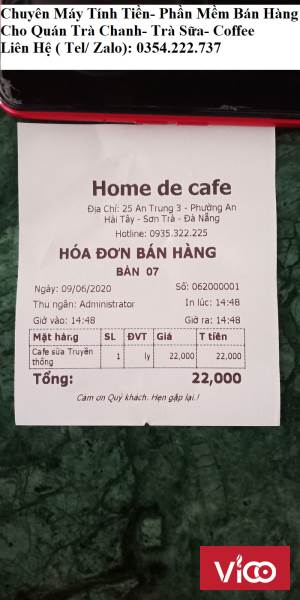 Chuyên Máy Tính Tiền- Phần Mềm Bán Hàng
Cho Quán Trà Chanh- Trà Sữa- Coffee
Liên Hệ ( Tel/ Zalo): 0354.222.737
Home de cafe
Địa Chỉ: 25 An Trung 3 - Phường An
Hải Tây - Sơn Trà - Đà Nẵng
Hotline: 0935.322.225
HÓA ĐƠN BÁN HÀNG
BÀN 07
Ngày: 09/06/2020 Số: 062000001
Thu ngân: Administrator In lúc: 14:48
Giờ vào: 14:48 Giờ ra: 14:48
Mặt hàng SL ĐVT Giá T tiền
Cafe sữa Truyền thống 1 ly 22,000 22,000
Tổng: 22,000
Cảm ơn Quý khách. Hẹn gặp lại.!
VICO